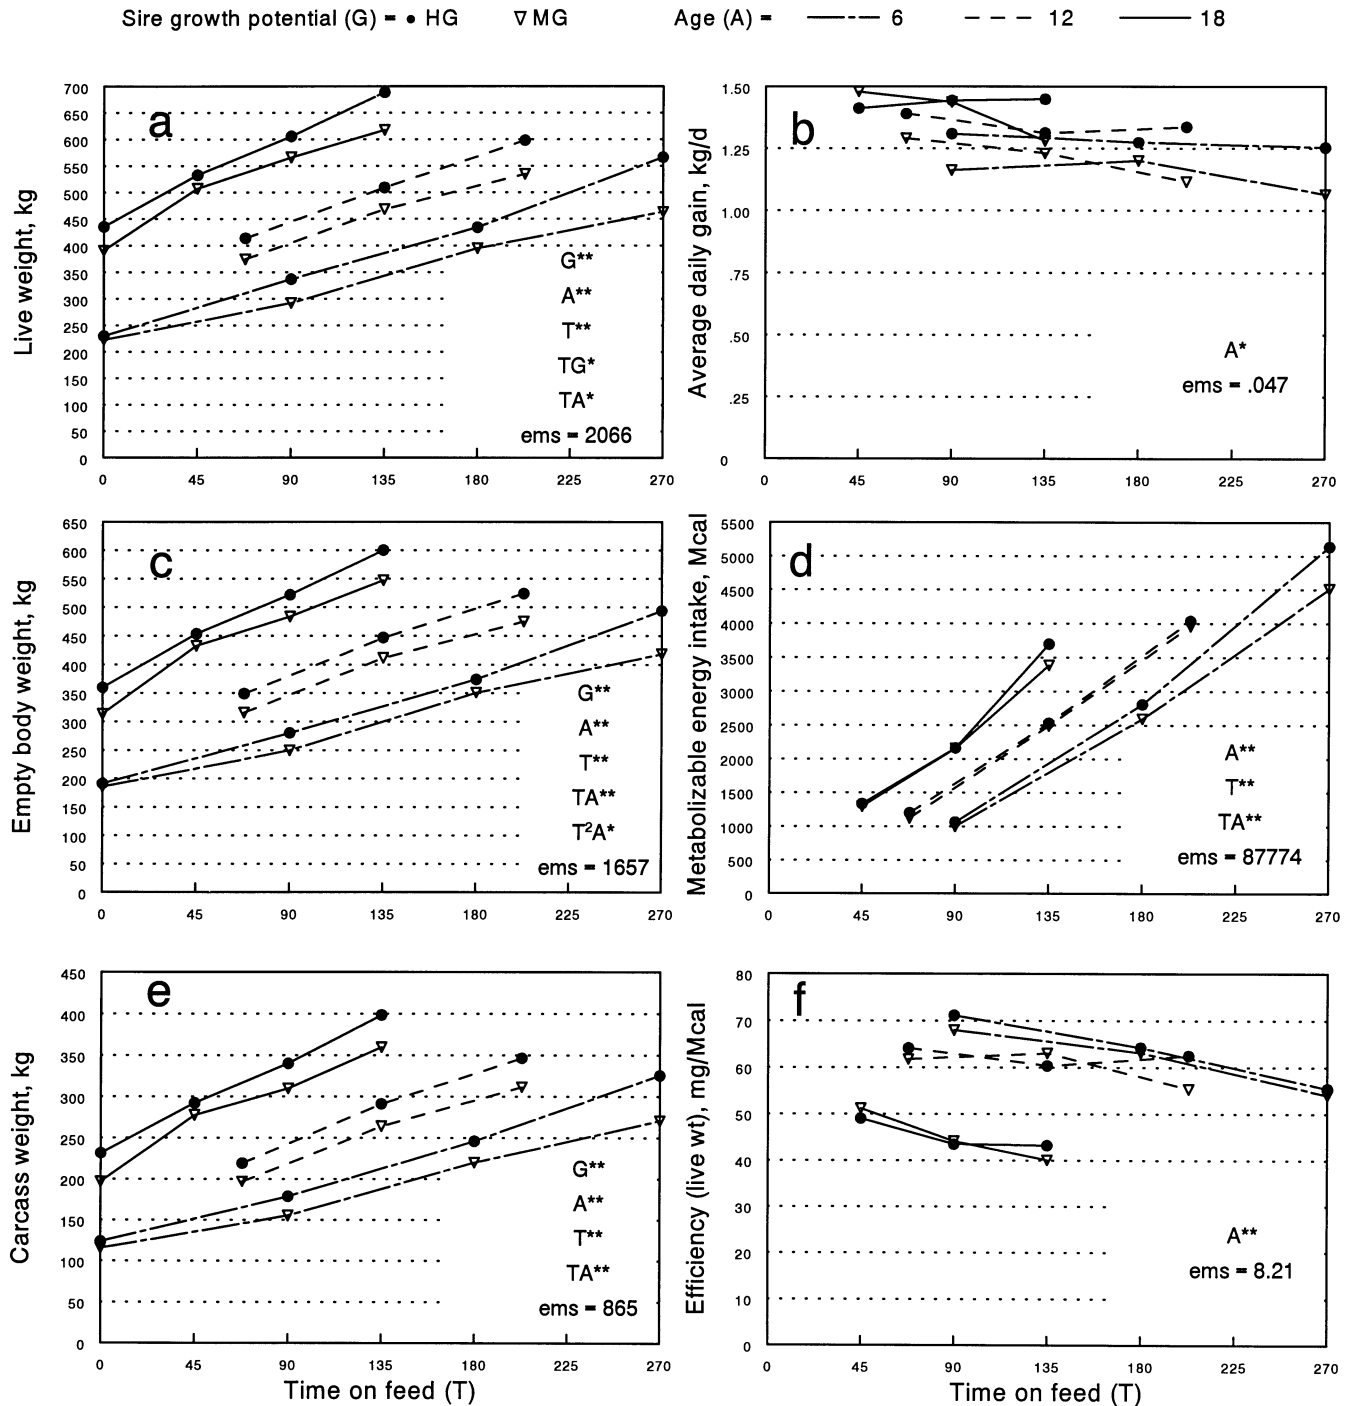 Sire growth potential (G) = ● HG ▽ MG Age (A) = 6 12 18
a
Live weight, kg
700
650
600
550
500
450
400
350
300
250
200
150
100
50
0
G**
A**
T**
TG*
TA*
ems = 2066
0 45 90 135 180 225 270
b
Average daily gain, kg/d
1.50
1.25
1.00
.75
.50
.25
0
A*
ems = .047
0 45 90 135 180 225 270
c
Empty body weight, kg
650
600
550
500
450
400
350
300
250
200
150
100
50
0
G**
A**
T**
TA**
T²A*
ems = 1657
0 45 90 135 180 225 270
d
Metabolizable energy intake, Mcal
5500
5000
4500
4000
3500
3000
2500
2000
1500
1000
500
0
A**
T**
TA**
ems = 87774
0 45 90 135 180 225 270
e
Carcass weight, kg
450
400
350
300
250
200
150
100
50
0
G**
A**
T**
TA**
ems = 865
0 45 90 135 180 225 270
Time on feed (T)
f
Efficiency (live wt), mg/Mcal
80
70
60
50
40
30
20
10
0
A**
ems = 8.21
0 45 90 135 180 225 270
Time on feed (T)